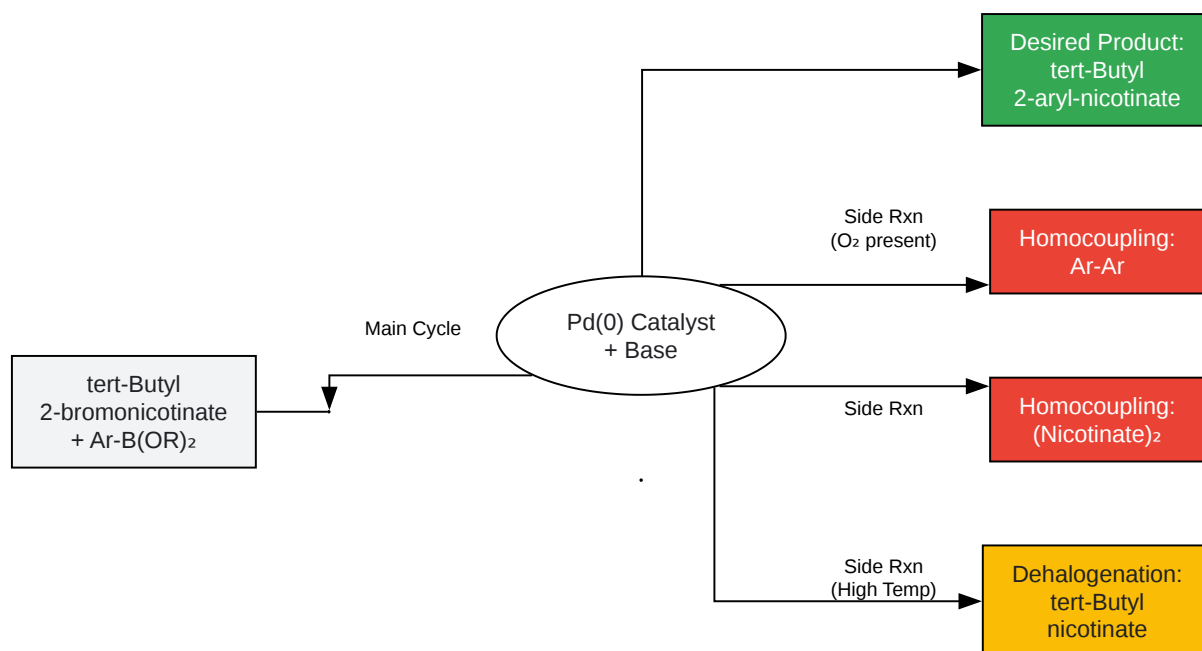 Desired Product:
tert-Butyl
2-aryl-nicotinate
Side Rxn
(O₂ present)
Homocoupling:
Ar-Ar
Main Cycle
Pd(0) Catalyst
+ Base
tert-Butyl
2-bromonicotinate
+ Ar-B(OR)₂
Side Rxn
Homocoupling:
(Nicotinate)₂
Side Rxn
(High Temp)
Dehalogenation:
tert-Butyl
nicotinate